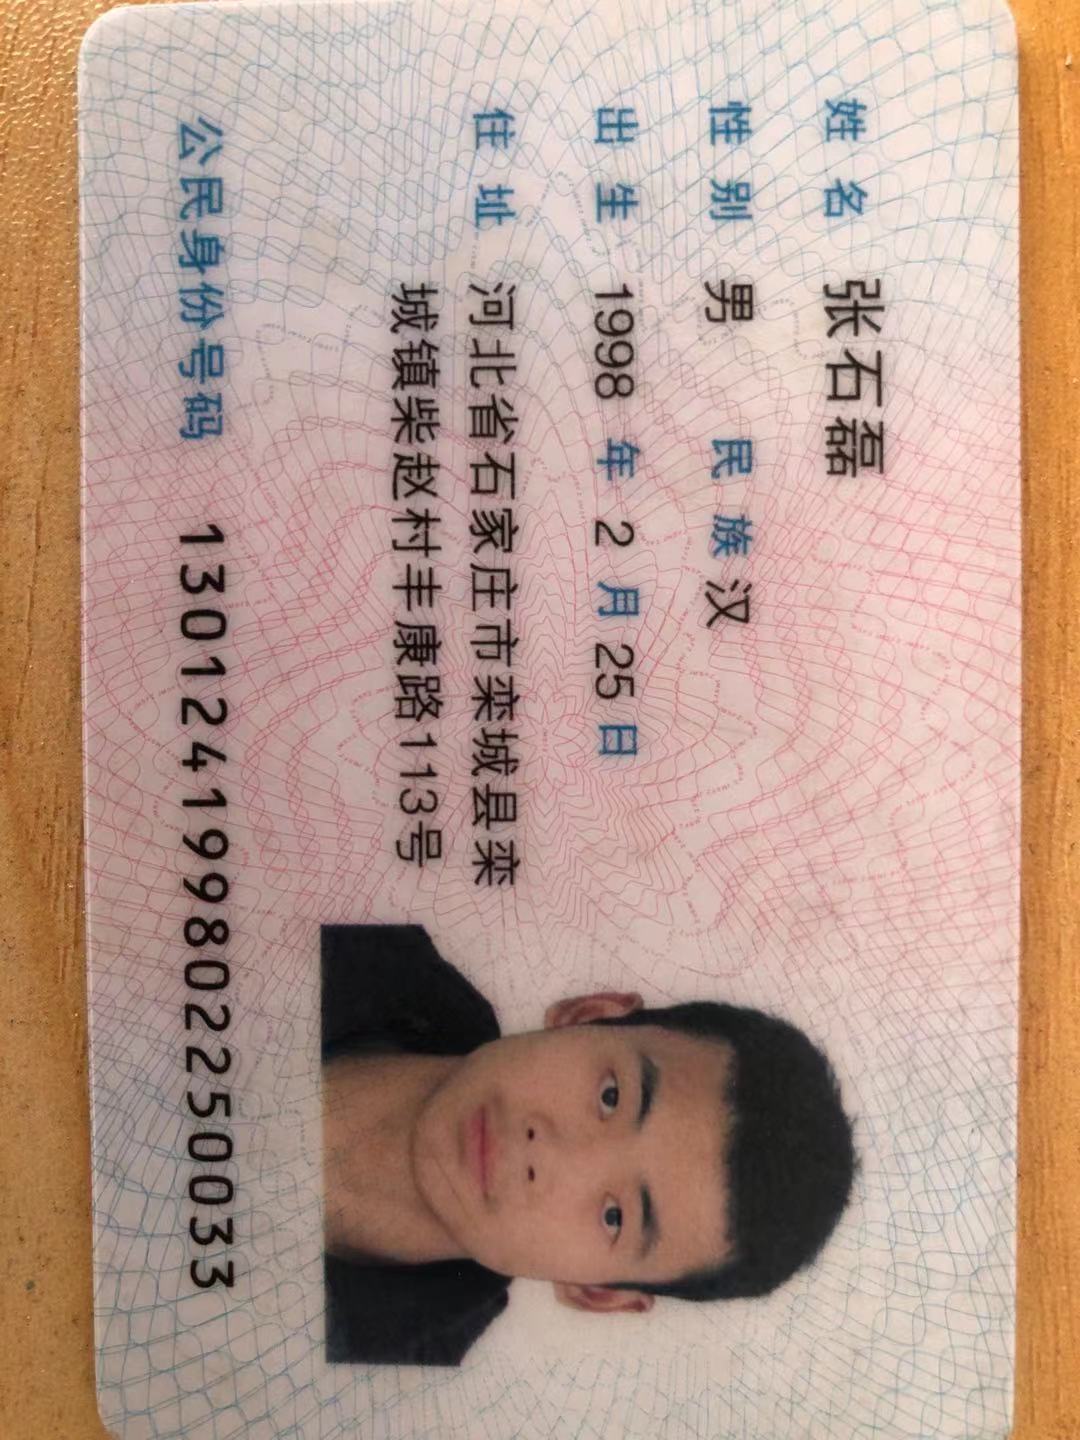 姓名 张石磊
性别 男 民族 汉
出生 1998 年 2 月 25 日
住址 河北省石家庄市栾城县栾
城镇柴赵村丰康路113号
公民身份号码 130124199802250033